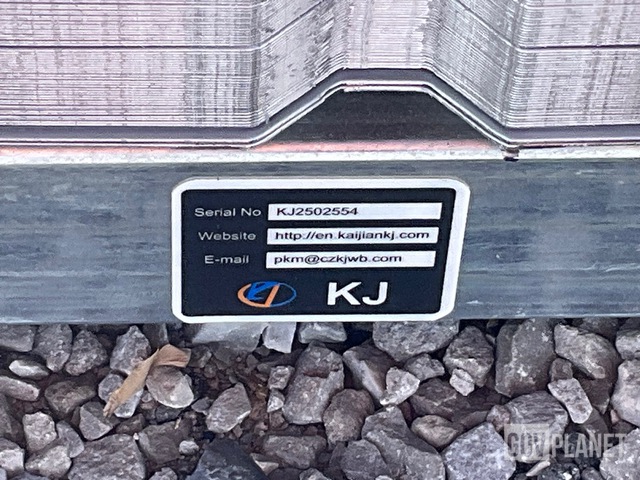 Serial No KJ2502554
Website http://en.kaijiankj.com
E-mail pkm@czkjwb.com
KJ
GOVPLANET